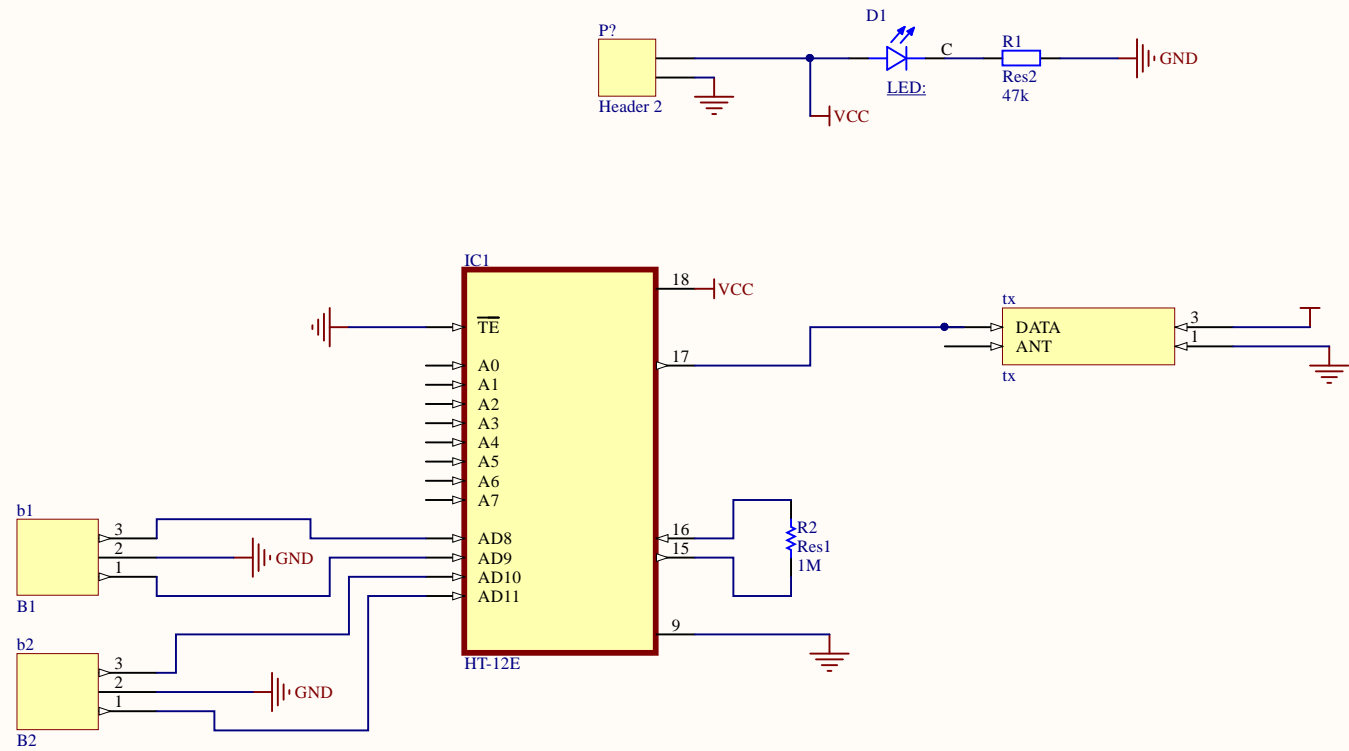 D1
P?
C
R1
GND
Header 2
LED:
Res2
47k
VCC
IC1
18
VCC
TE
tx
DATA
3
ANT
1
tx
17
A0
A1
A2
A3
A4
A5
A6
A7
b1
3
2
1
GND
B1
AD8
AD9
AD10
AD11
16
15
R2
Res1
1M
9
HT-12E
b2
3
2
1
GND
B2